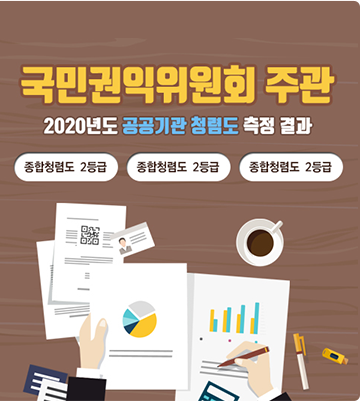 국민권익위원회 주관
2020년도 공공기관 청렴도 측정 결과
종합청렴도 2등급 종합청렴도 2등급 종합청렴도 2등급